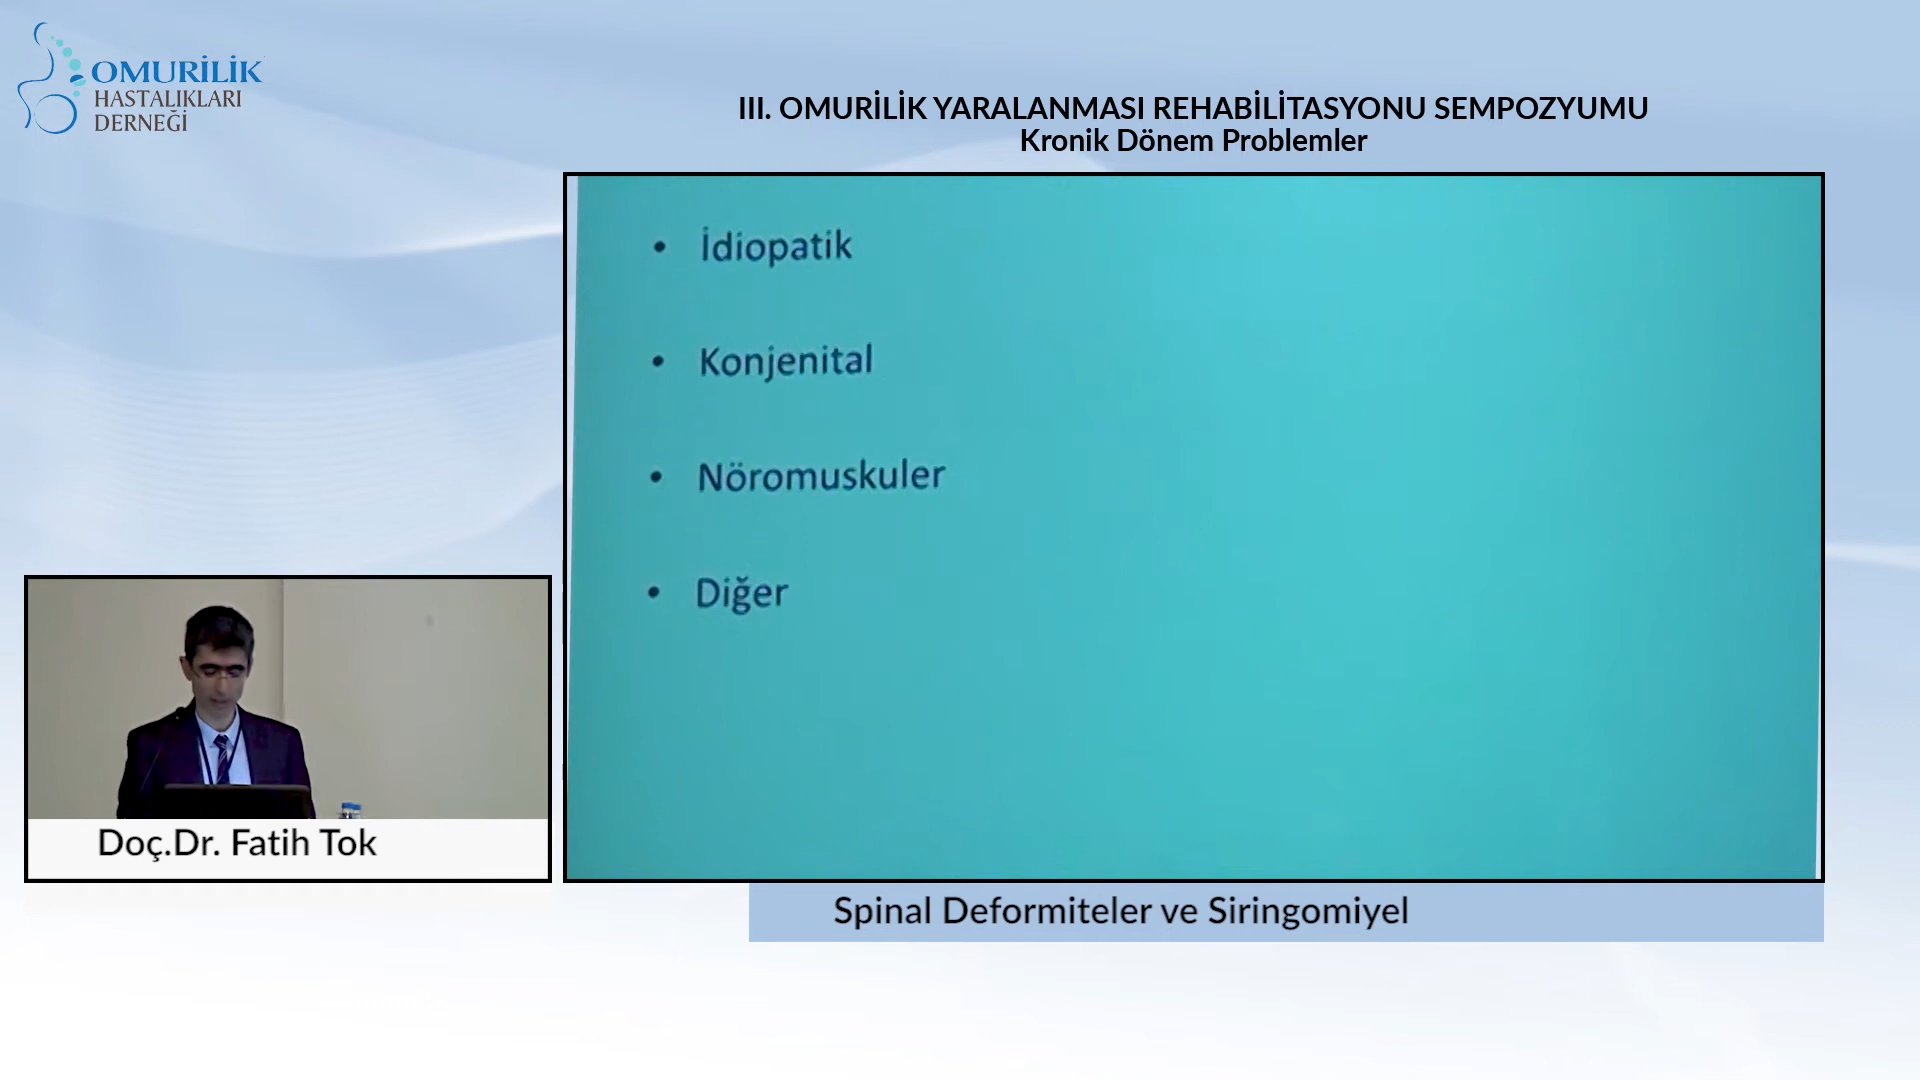 OMURİLİK
HASTALIKLARI
DERNEĞİ
III. OMURİLİK YARALANMASI REHABİLİTASYONU SEMPOZYUMU
Kronik Dönem Problemler
• İdiopatik
• Konjenital
• Nöromuskuler
• Diğer
Doç.Dr. Fatih Tok
Spinal Deformiteler ve Siringomiyel